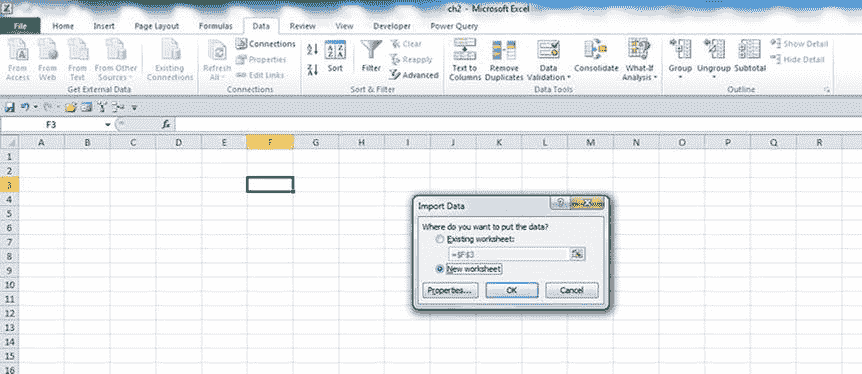 ch2 - Microsoft Excel
File Home Insert Page Layout Formulas Data Review View Developer Power Query
From Access
From Web
From Text
From Other Sources
Existing Connections
Get External Data
Refresh All
Connections
Properties
Edit Links
Connections
Sort
Filter
Clear
Reapply
Advanced
Sort & Filter
Text to Columns
Remove Duplicates
Data Validation
Consolidate
What-If Analysis
Data Tools
Group
Ungroup
Subtotal
Show Detail
Hide Detail
Outline
F3 fx
A B C D E F G H I J K L M N O P Q R
1
2
3
4
5
6
7
8
9
10
11
12
13
14
15
16
Import Data
Where do you want to put the data?
Existing worksheet:
=$F$3
New worksheet
Properties... OK Cancel